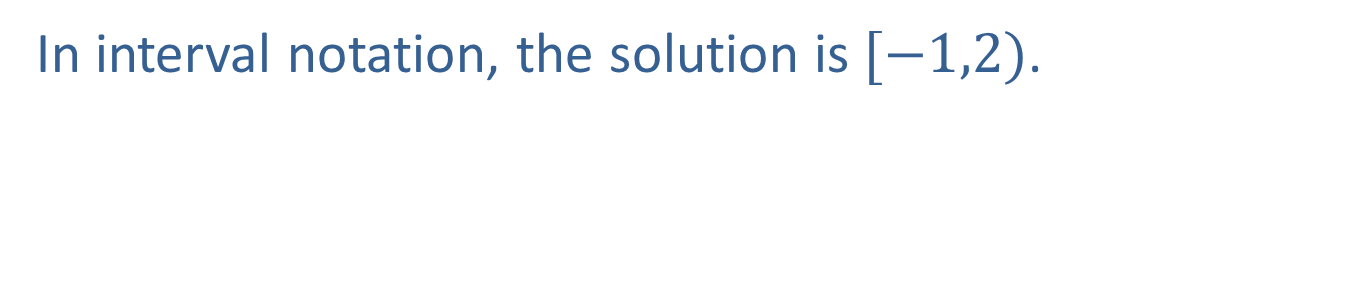 In interval notation, the solution is [−1,2).